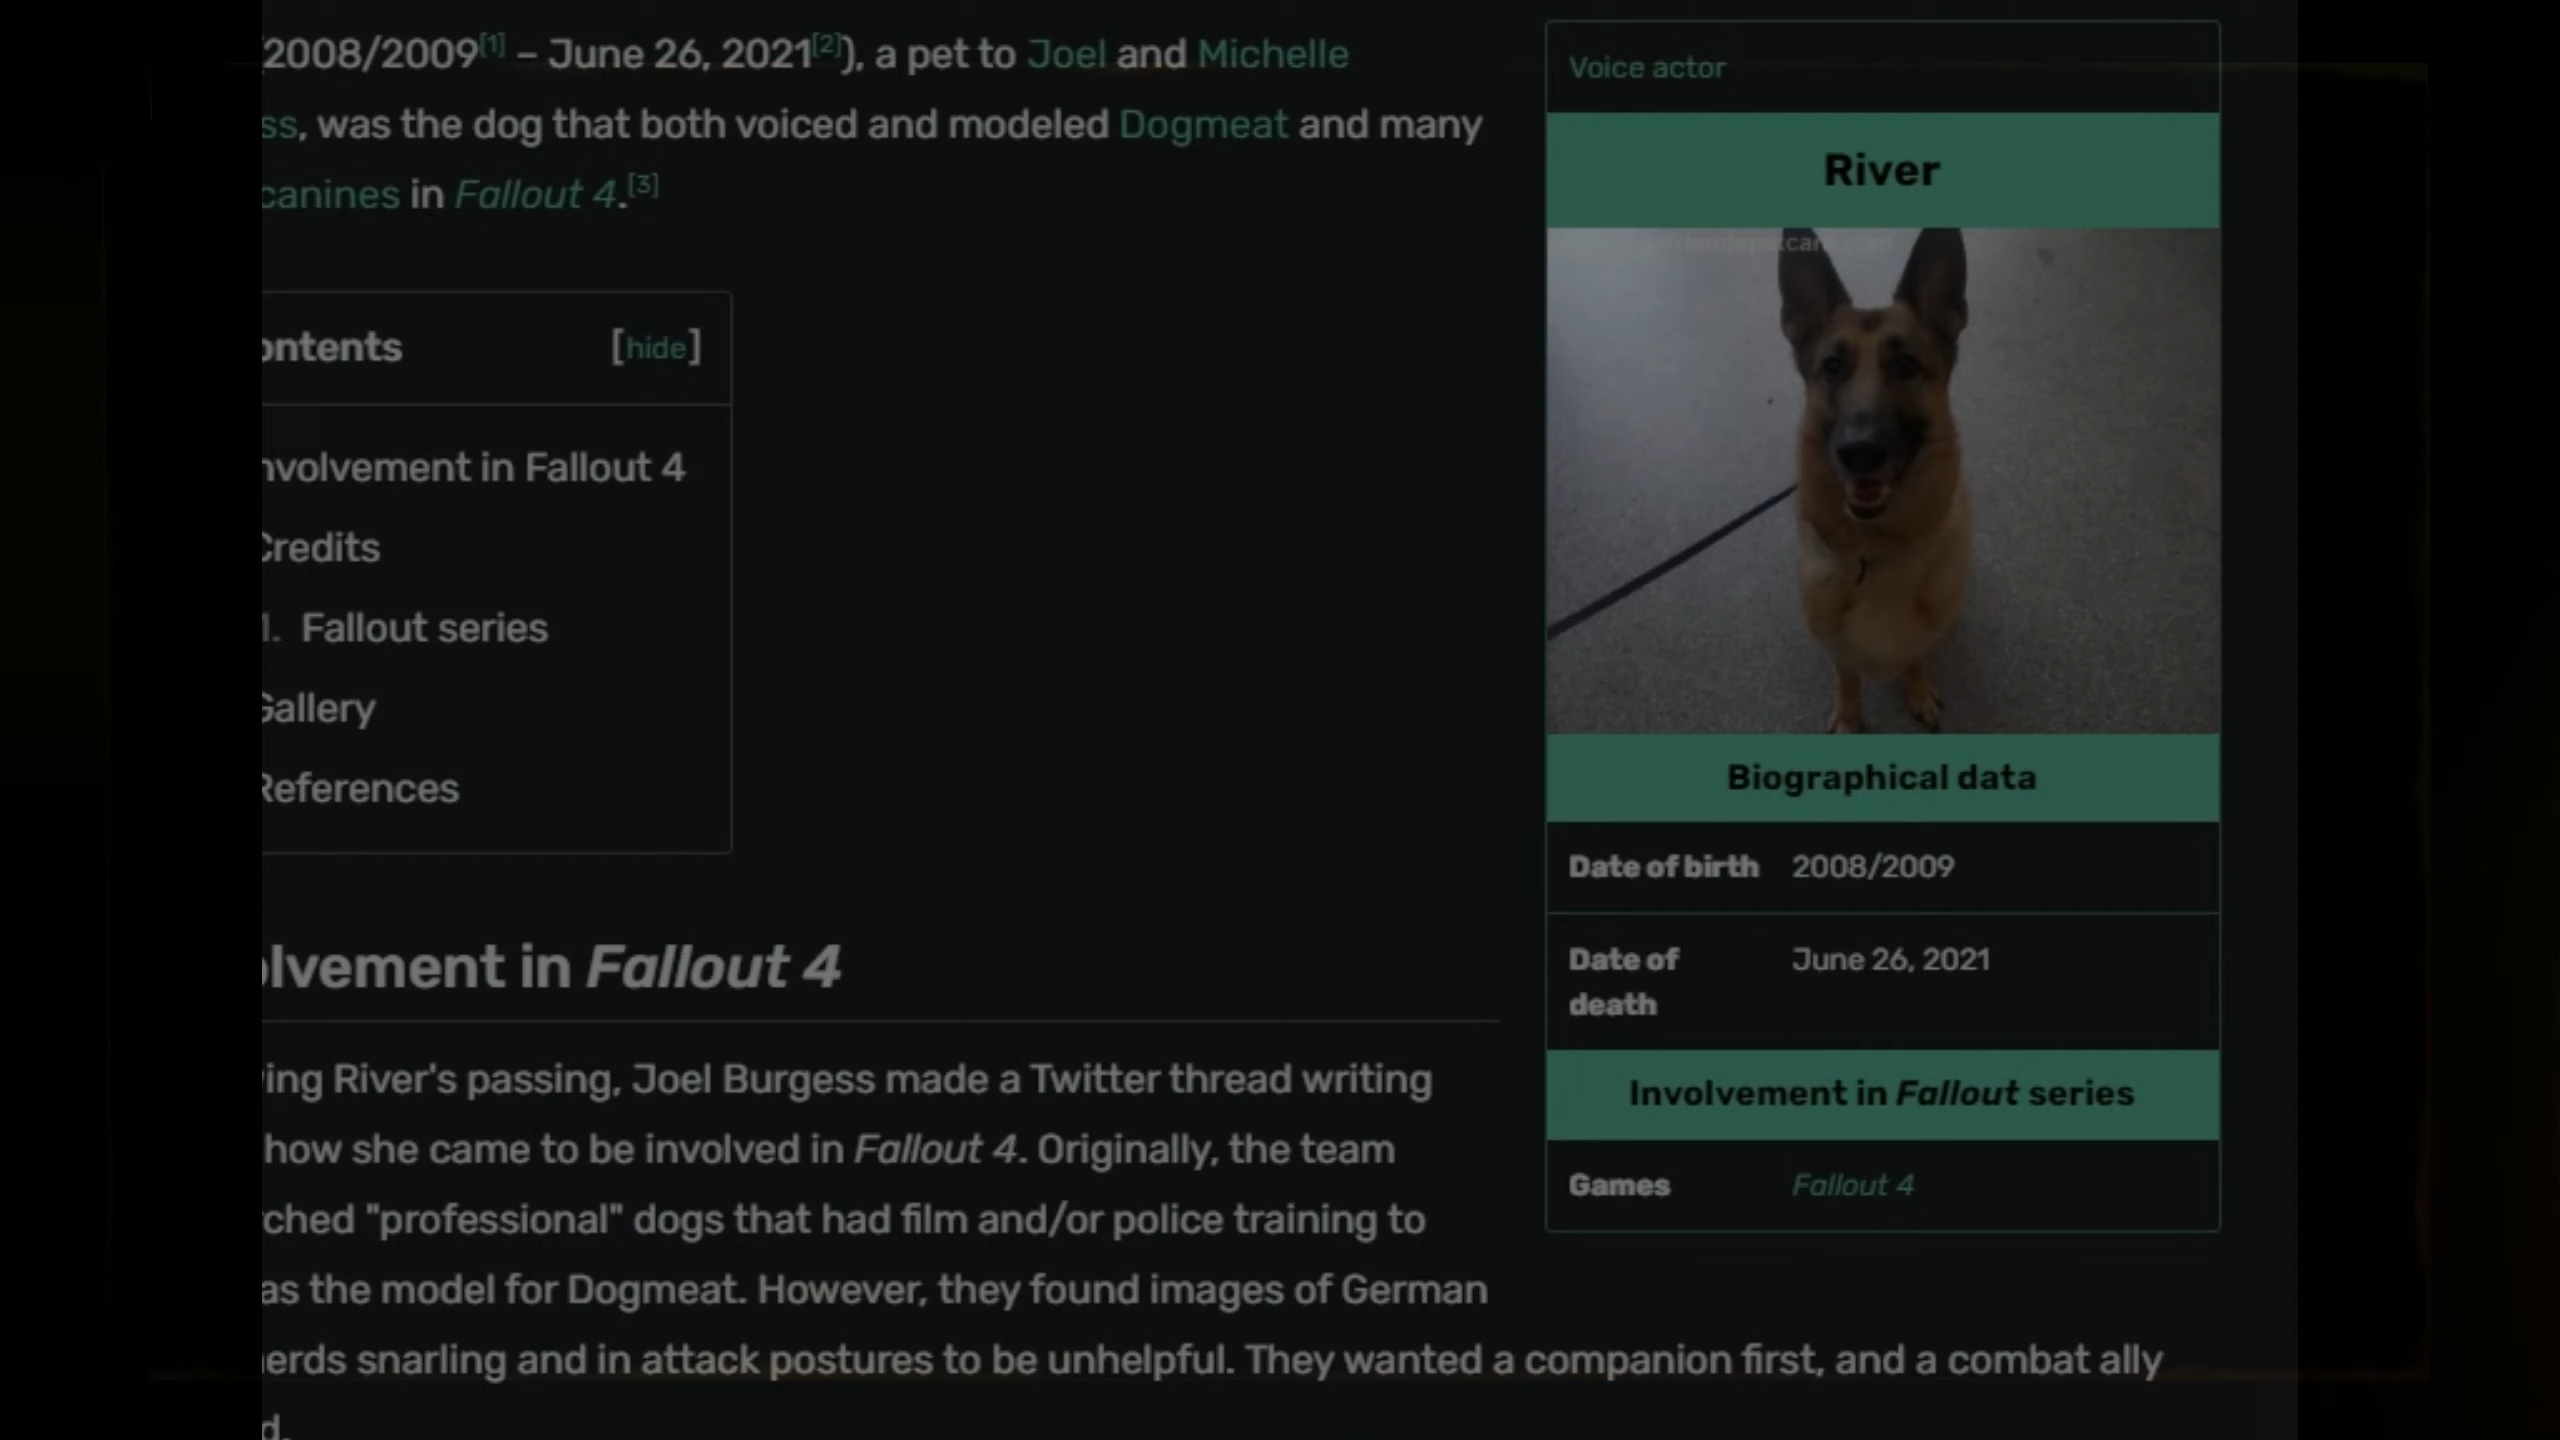 2008/2009[1] – June 26, 2021[2]), a pet to Joel and Michelle
ss, was the dog that both voiced and modeled Dogmeat and many
canines in Fallout 4.[3]
ontents [hide]
nvolvement in Fallout 4
Credits
1. Fallout series
Gallery
References
olvement in Fallout 4
ing River's passing, Joel Burgess made a Twitter thread writing
how she came to be involved in Fallout 4. Originally, the team
ched "professional" dogs that had film and/or police training to
as the model for Dogmeat. However, they found images of German
erds snarling and in attack postures to be unhelpful. They wanted a companion first, and a combat ally
d.
Voice actor
River
Biographical data
Date of birth 2008/2009
Date of June 26, 2021
death
Involvement in Fallout series
Games Fallout 4